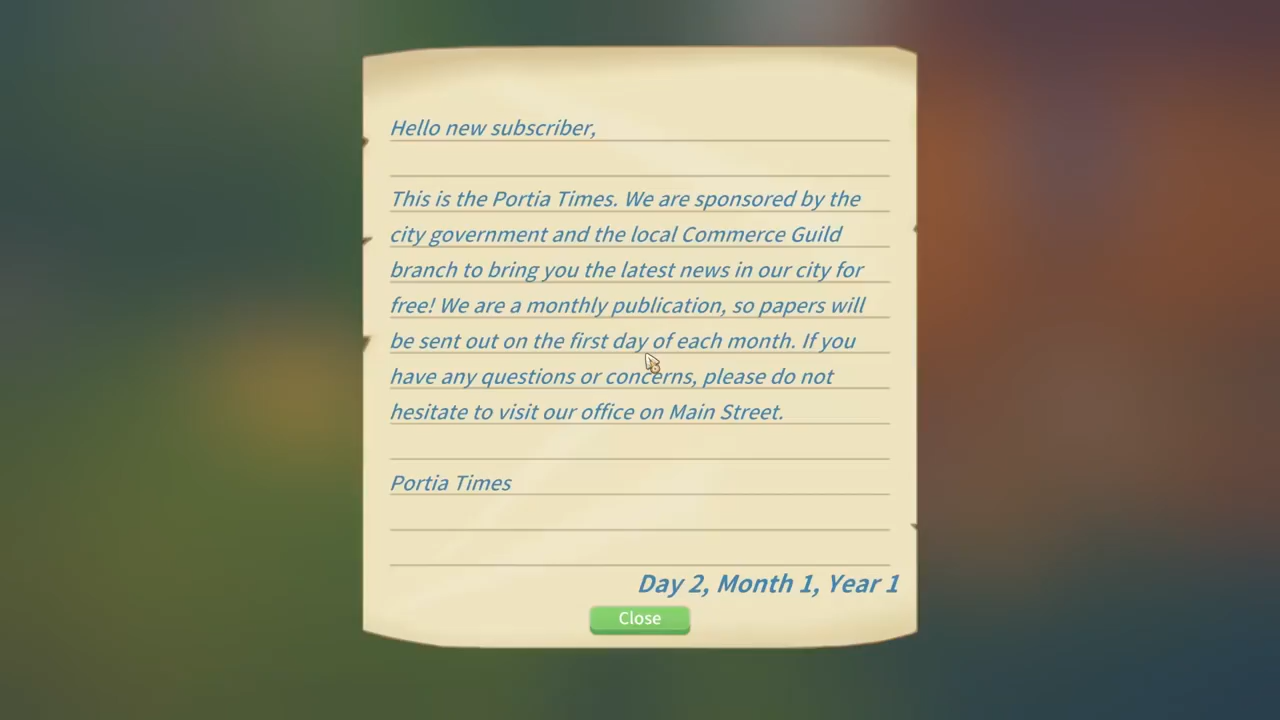 Hello new subscriber,
This is the Portia Times. We are sponsored by the
city government and the local Commerce Guild
branch to bring you the latest news in our city for
free! We are a monthly publication, so papers will
be sent out on the first day of each month. If you
have any questions or concerns, please do not
hesitate to visit our office on Main Street.
Portia Times
Day 2, Month 1, Year 1
Close